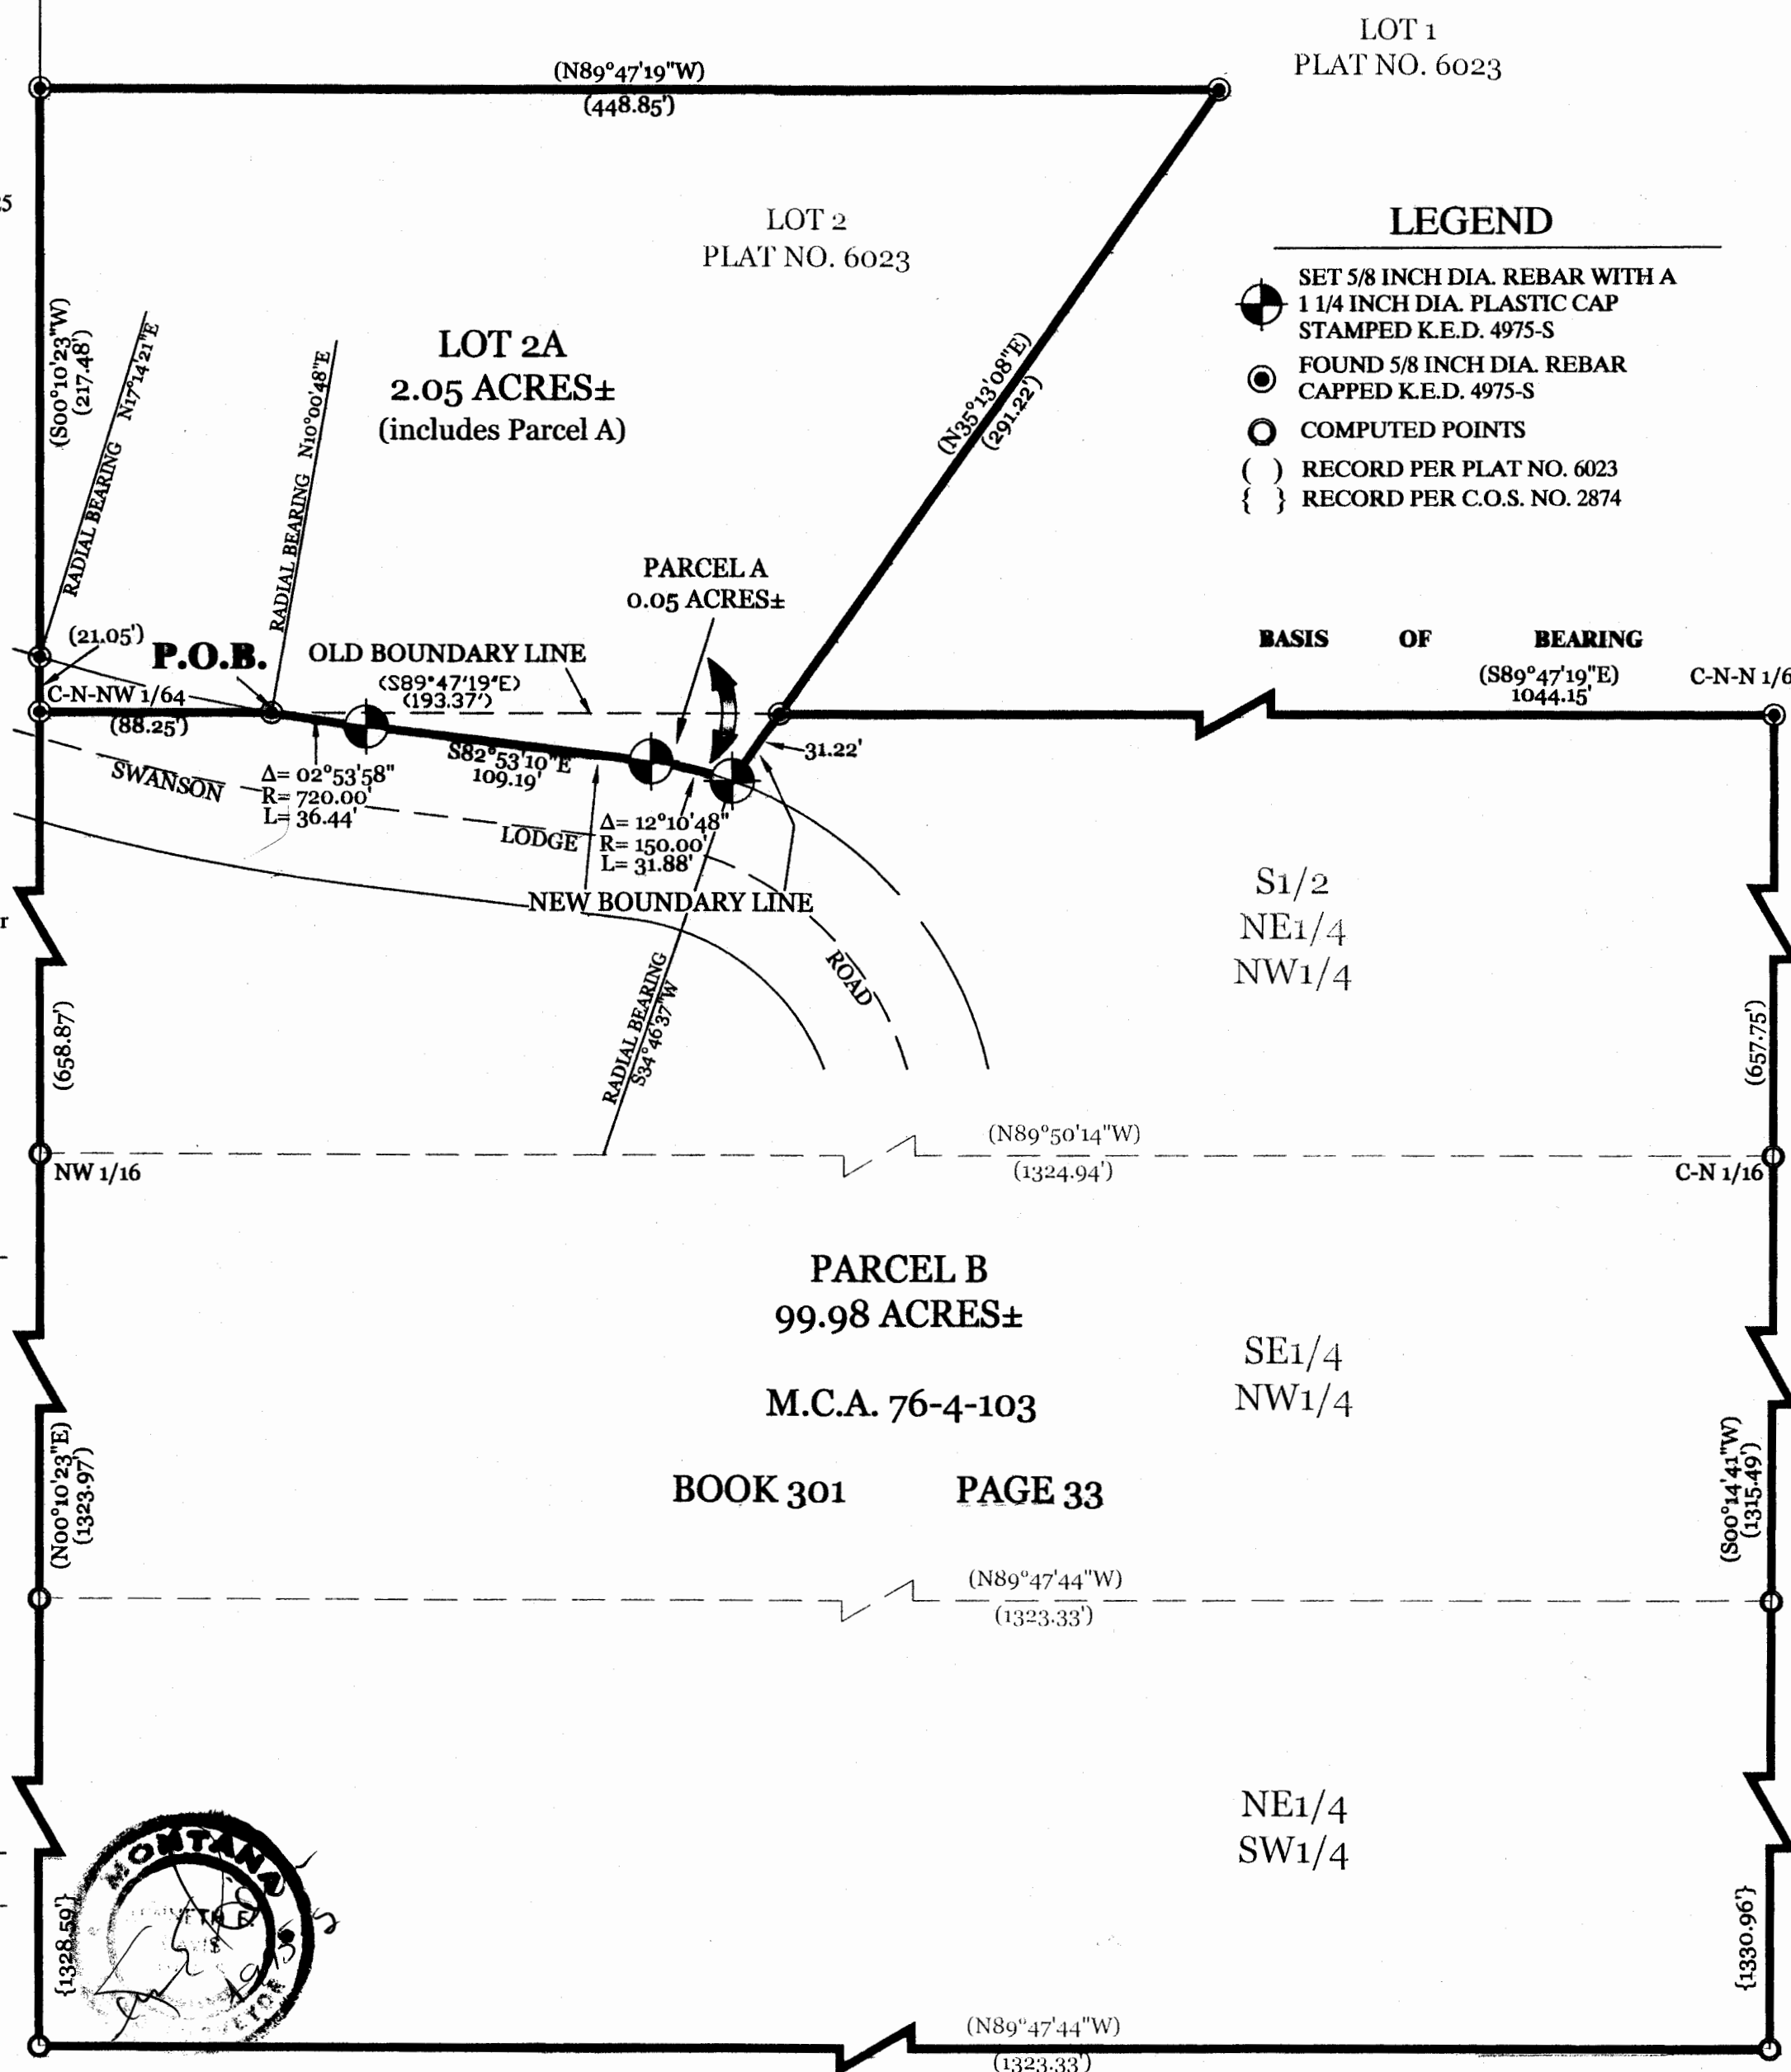 LOT 1
PLAT NO. 6023
(N89°47'19"W)
(448.85')
25
LOT 2
PLAT NO. 6023
LEGEND
SET 5/8 INCH DIA. REBAR WITH A
1 1/4 INCH DIA. PLASTIC CAP
STAMPED K.E.D. 4975-S
FOUND 5/8 INCH DIA. REBAR
CAPPED K.E.D. 4975-S
COMPUTED POINTS
( ) RECORD PER PLAT NO. 6023
{ } RECORD PER C.O.S. NO. 2874
(S00°10'23"W)
(217.48')
RADIAL BEARING N17°14'21"E
RADIAL BEARING N10°00'48"E
LOT 2A
2.05 ACRES±
(includes Parcel A)
(N35°13'08"E)
(291.22')
PARCEL A
0.05 ACRES±
BASIS OF BEARING
(S89°47'19"E)
1044.15'
C-N-N 1/6
(21.05')
P.O.B.
OLD BOUNDARY LINE
(S89°47'19"E)
(193.37')
C-N-NW 1/64
(88.25')
S82°53'10"E
109.19'
31.22'
SWANSON
LODGE
ROAD
Δ= 02°53'58"
R= 720.00'
L= 36.44'
Δ= 12°10'48"
R= 150.00'
L= 31.88'
NEW BOUNDARY LINE
RADIAL BEARING
S34°46'37"W
S1/2
NE1/4
NW1/4
r
(658.87')
(657.75')
(N89°50'14"W)
(1324.94')
NW 1/16
C-N 1/16
PARCEL B
99.98 ACRES±
M.C.A. 76-4-103
BOOK 301 PAGE 33
SE1/4
NW1/4
(N00°10'23"E)
(1323.97')
(S00°14'41"W)
(1315.49')
(N89°47'44"W)
(1323.33')
NE1/4
SW1/4
MONTANA
{1328.59'}
{1330.96'}
(N89°47'44"W)
(1323.33')